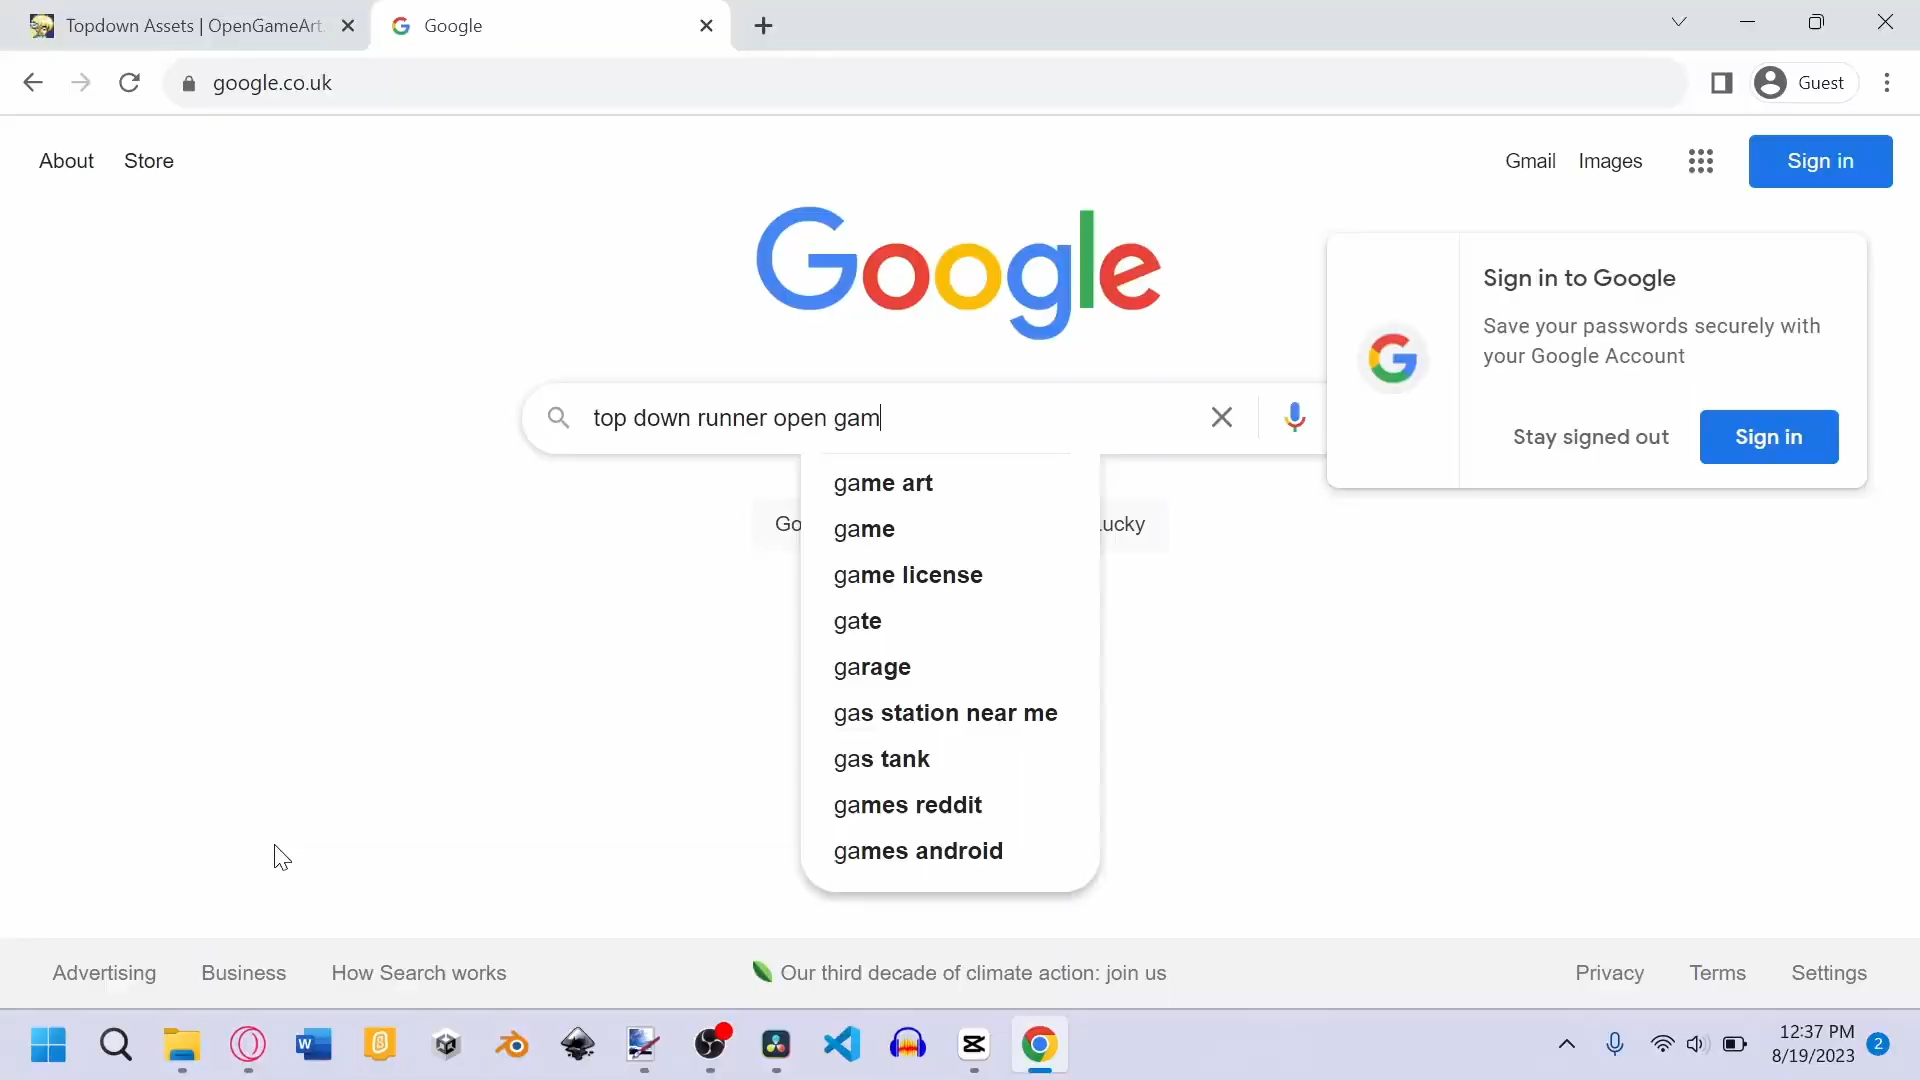 Topdown Assets | OpenGameArt.
Google
google.co.uk
Guest
About Store
Gmail Images
Sign in
Google
Sign in to Google
Save your passwords securely with
your Google Account
Stay signed out
Sign in
top down runner open gam
game art
game
game license
gate
garage
gas station near me
gas tank
games reddit
games android
Go
Lucky
Advertising Business How Search works
Our third decade of climate action: join us
Privacy Terms Settings
12:37 PM
8/19/2023
2